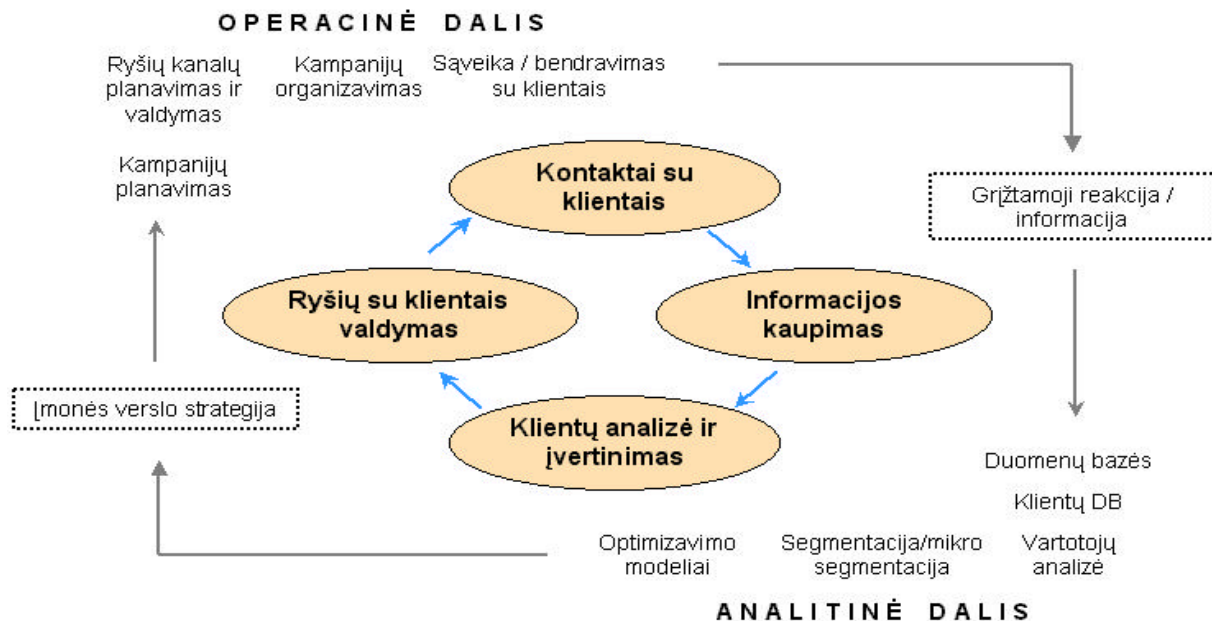 OPERACINĖ DALIS
Ryšių kanalų
planavimas ir
valdymas
Kampanijų
organizavimas
Sąveika / bendravimas
su klientais
Kampanijų
planavimas
Kontaktai su
klientais
Grįžtamoji reakcija /
informacija
Ryšių su klientais
valdymas
Informacijos
kaupimas
Įmonės verslo strategija
Klientų analizė ir
įvertinimas
Duomenų bazės
Klientų DB
Optimizavimo
modeliai
Segmentacija/mikro
segmentacija
Vartotojų
analizė
ANALITINĖ DALIS